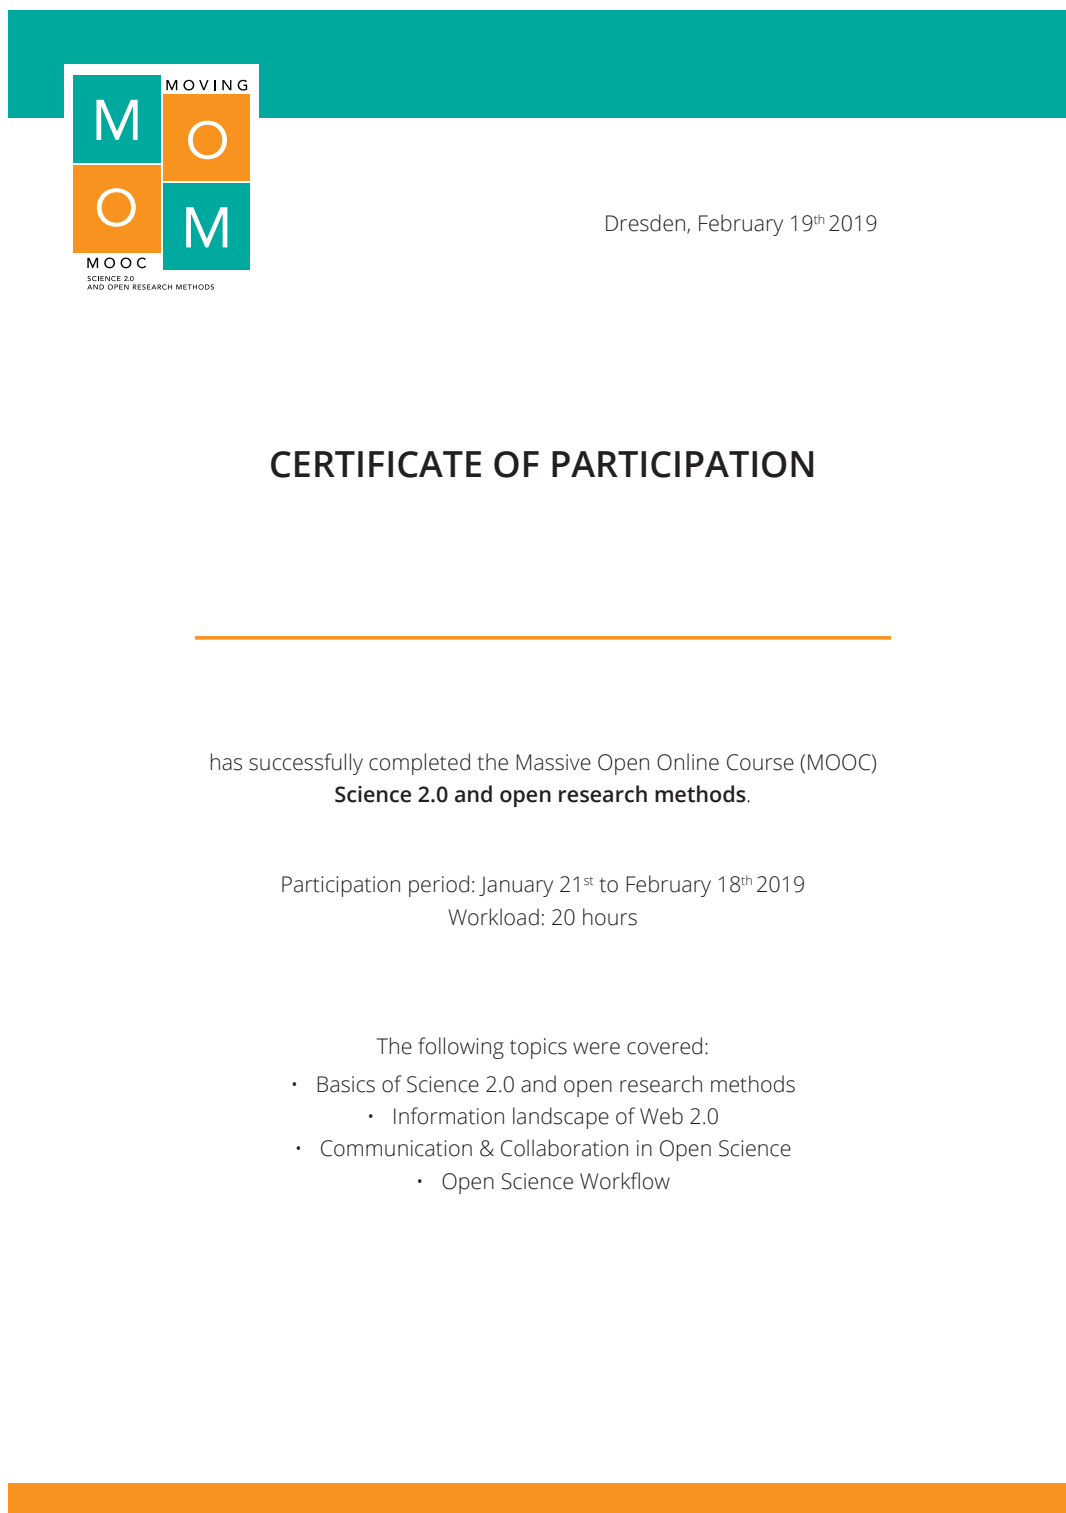 MOVING
M
O
O
M
MOOC
SCIENCE 2.0
AND OPEN RESEARCH METHODS
Dresden, February 19th 2019
CERTIFICATE OF PARTICIPATION
has successfully completed the Massive Open Online Course (MOOC)
Science 2.0 and open research methods.
Participation period: January 21st to February 18th 2019
Workload: 20 hours
The following topics were covered:
• Basics of Science 2.0 and open research methods
• Information landscape of Web 2.0
• Communication & Collaboration in Open Science
• Open Science Workflow